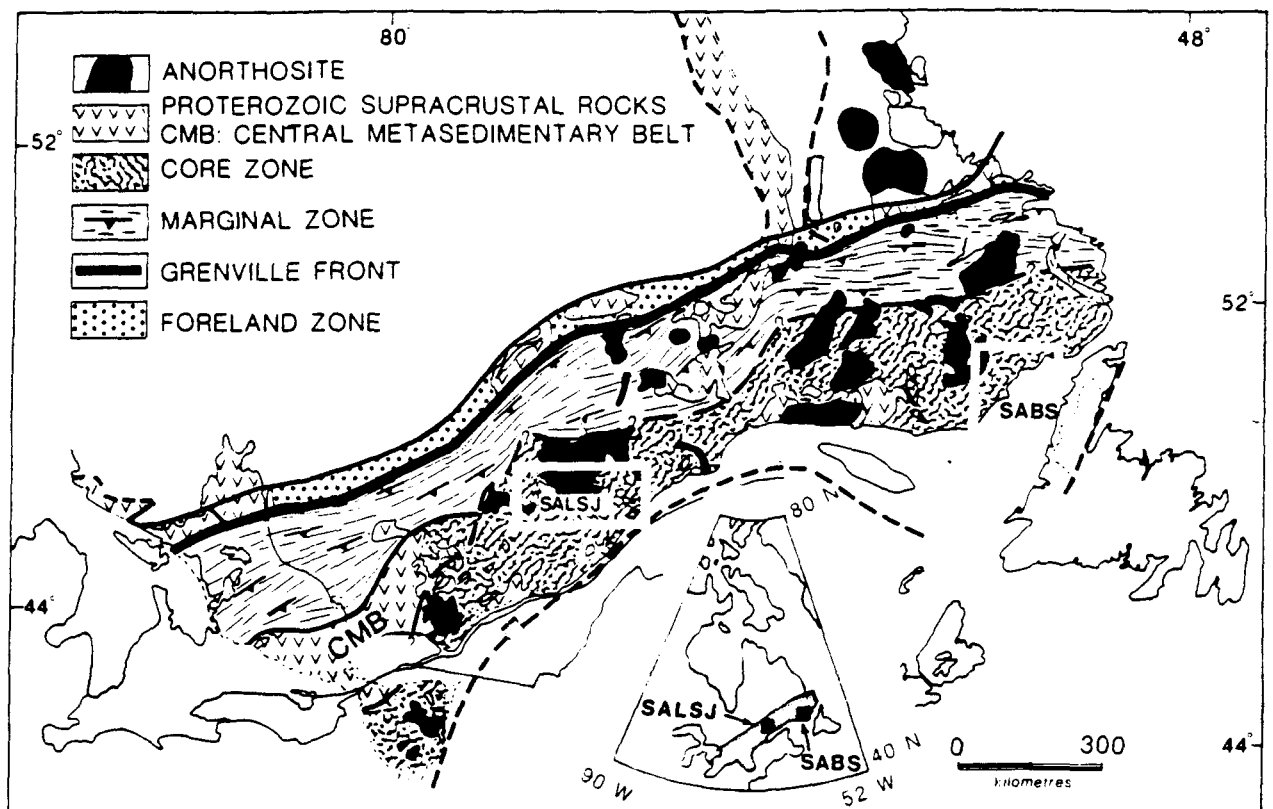 80°
48°
ANORTHOSITE
PROTEROZOIC SUPRACRUSTAL ROCKS
CMB: CENTRAL METASEDIMENTARY BELT
52°
CORE ZONE
MARGINAL ZONE
GRENVILLE FRONT
52°
FORELAND ZONE
SABS
SALSJ
80 N
44°
CMB
SALSJ
SABS
40 N
90 W
52 W
0 300
kilometres
44°